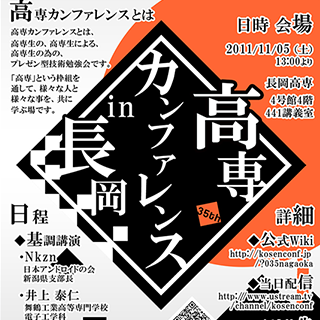 高専カンファレンスとは
高専カンファレンスは、
高専生の、高専生による、
高専生の為の、
プレゼン型技術勉強会です。
「高専」という枠組を
通して、様々な人と
様々な事を、共に
学ぶ場です。
日時 会場
2011/11/05（土）
13:00より
長岡高専
4号館4階
441講義室
高専
カンファレンス
in
長岡
35th
日程
◆基調講演
・Nkzn
日本アンドロイドの会
新潟県支部長
・井上 泰仁
舞鶴工業高等専門学校
電子工学科
詳細
◆公式Wiki
http://kosenconf.jp
/?035nagaoka
◆当日配信
http://www.ustream.tv
/channel/kosenconf